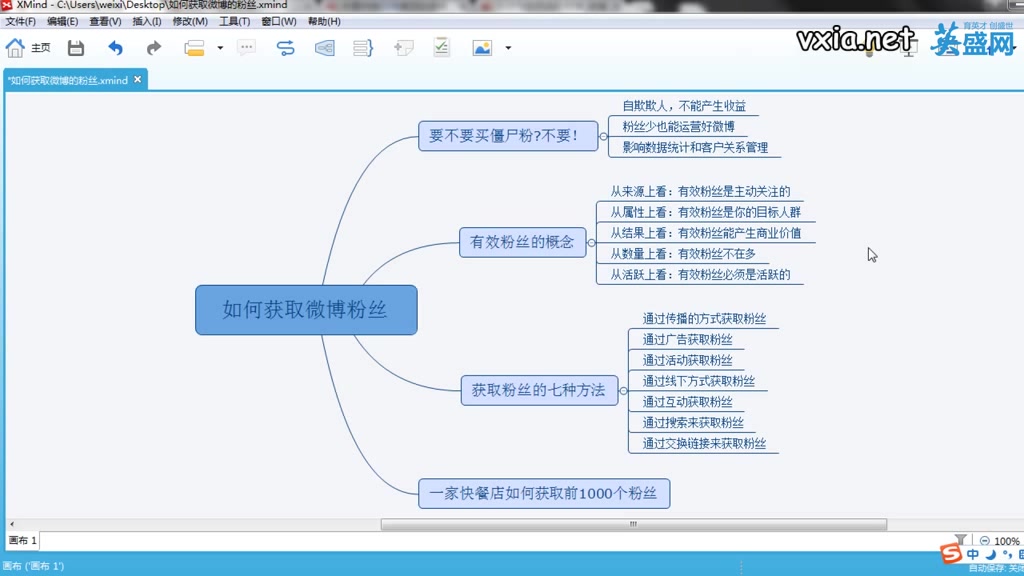 XMind - C:\Users\weixi\Desktop\如何获取微博的粉丝.xmind
文件(F) 编辑(E) 查看(V) 插入(I) 修改(M) 工具(T) 窗口(W) 帮助(H)
主页
vxia.net
育英才 创盛世
英盛网
*如何获取微博的粉丝.xmind
要不要买僵尸粉?不要!
自欺欺人，不能产生收益
粉丝少也能运营好微博
影响数据统计和客户关系管理
有效粉丝的概念
从来源上看：有效粉丝是主动关注的
从属性上看：有效粉丝是你的目标人群
从结果上看：有效粉丝能产生商业价值
从数量上看：有效粉丝不在多
从活跃上看：有效粉丝必须是活跃的
如何获取微博粉丝
获取粉丝的七种方法
通过传播的方式获取粉丝
通过广告获取粉丝
通过活动获取粉丝
通过线下方式获取粉丝
通过互动获取粉丝
通过搜索来获取粉丝
通过交换链接来获取粉丝
一家快餐店如何获取前1000个粉丝
画布 1
100%
中
画布 ('画布 1')
自动保存: 关闭